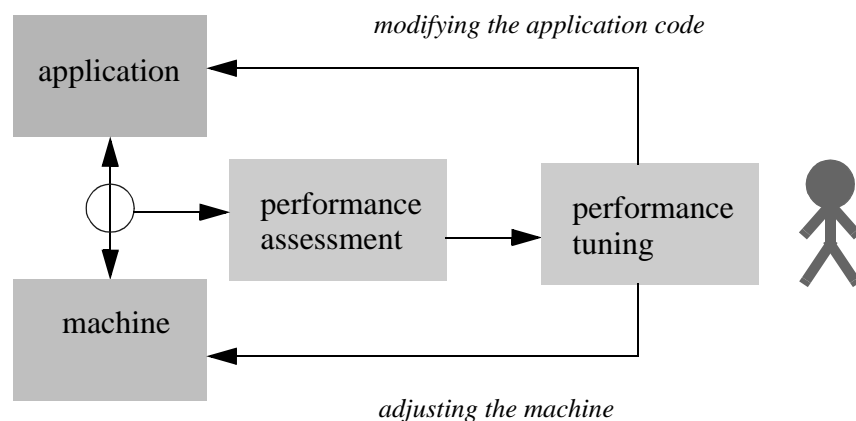 modifying the application code
application
performance
assessment
performance
tuning
machine
adjusting the machine